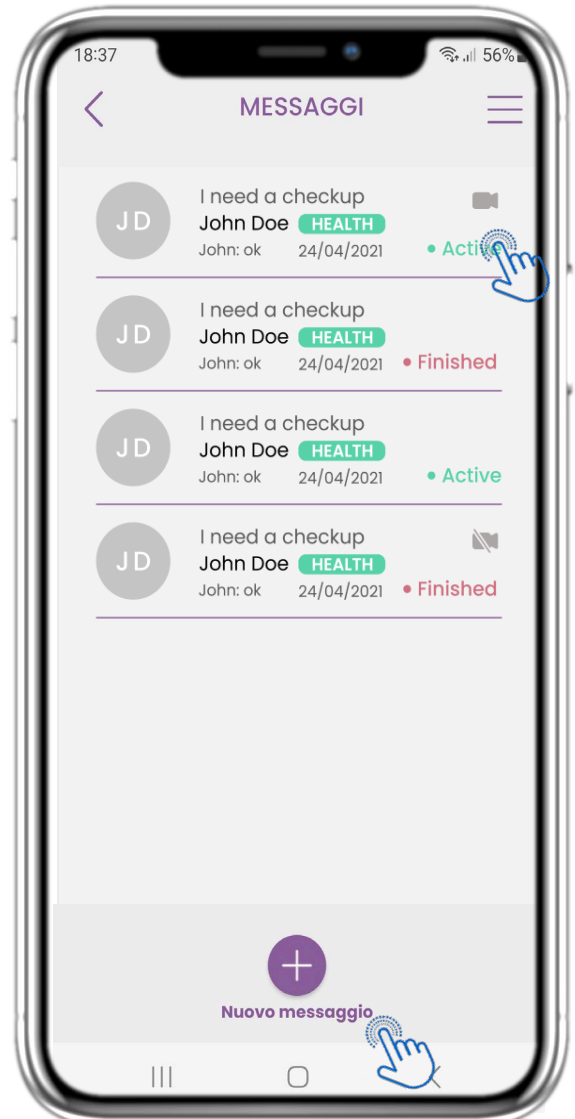 18:37 56%
MESSAGGI
I need a checkup
JD John Doe HEALTH
John: ok 24/04/2021 • Active
I need a checkup
JD John Doe HEALTH
John: ok 24/04/2021 • Finished
I need a checkup
JD John Doe HEALTH
John: ok 24/04/2021 • Active
I need a checkup
JD John Doe HEALTH
John: ok 24/04/2021 • Finished
Nuovo messaggio